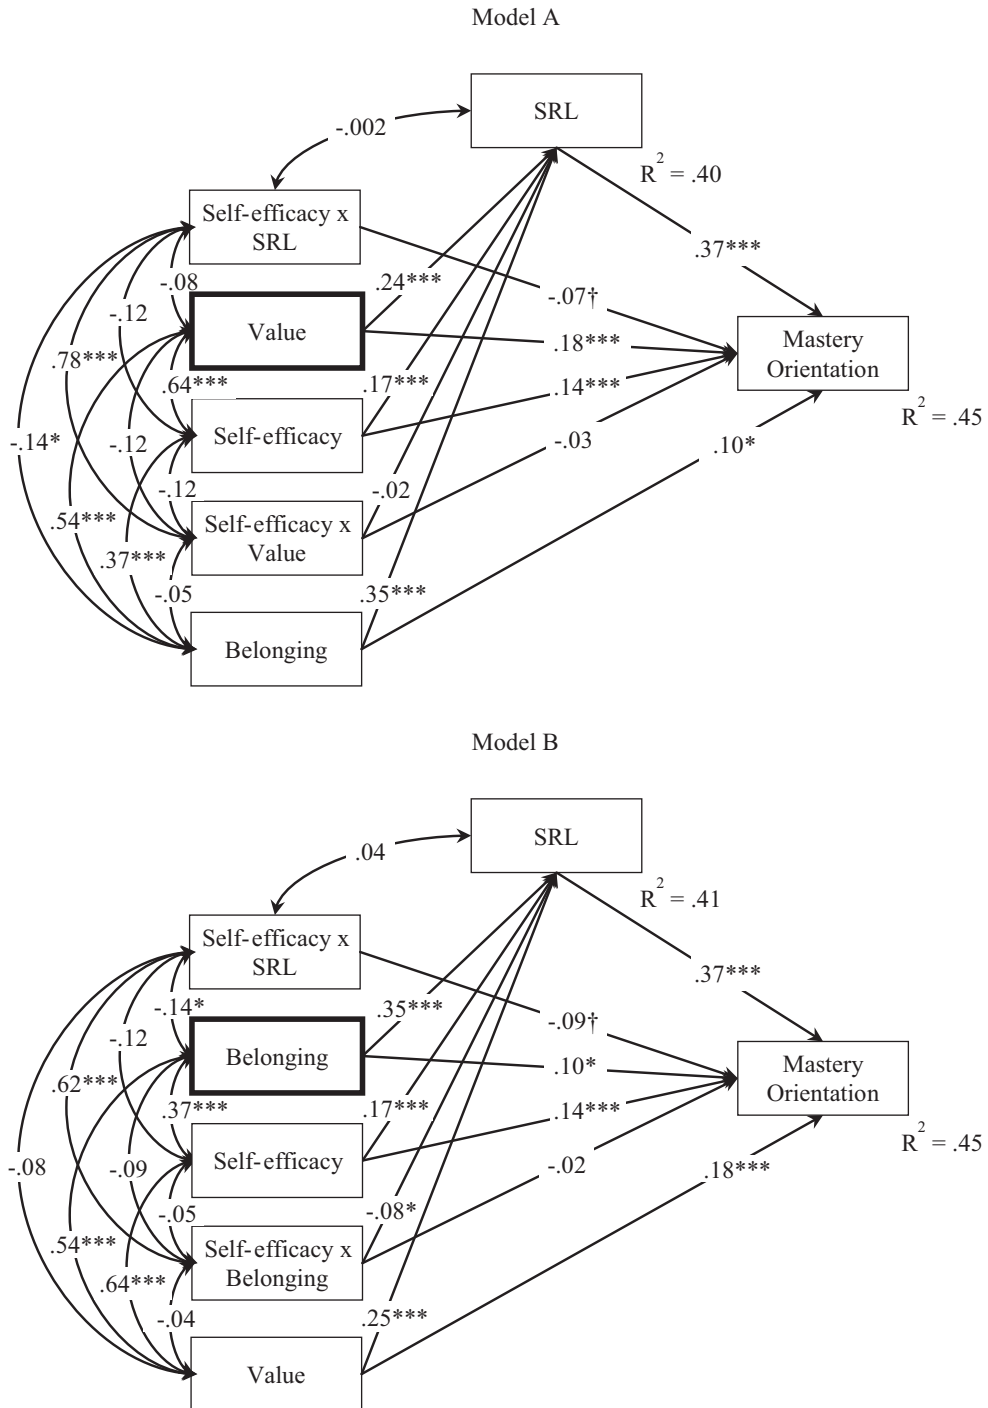 Model A
SRL
-.002
R² = .40
Self-efficacy x
SRL
.37***
-.08
.24***
-.07†
-.12
Value
Mastery
Orientation
.18***
.78***
.64***
.17***
.14***
R² = .45
-.14*
-.12
Self-efficacy
-.03
.10*
-.12
-.02
.54***
Self-efficacy x
Value
.37***
-.05
.35***
Belonging
Model B
SRL
.04
R² = .41
Self-efficacy x
SRL
.37***
-.14*
.35***
-.09†
-.12
Belonging
Mastery
Orientation
.10*
.62***
.37***
.17***
.14***
R² = .45
-.08
-.09
Self-efficacy
-.02
.18***
-.05
-.08*
.54***
Self-efficacy x
Belonging
.64***
-.04
.25***
Value